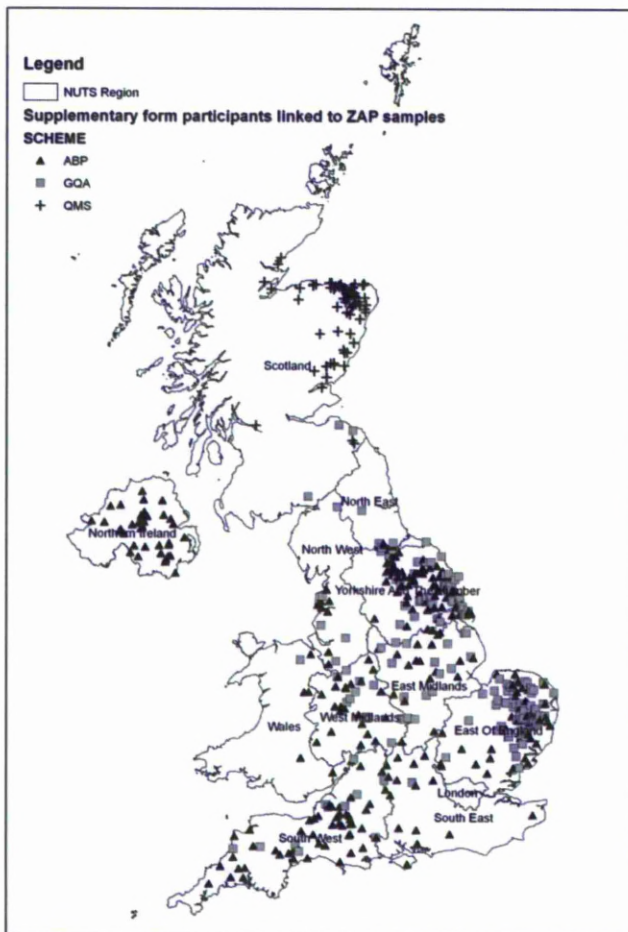 Legend
NUTS Region
Supplementary form participants linked to ZAP samples
SCHEME
ABP
GQA
QMS
Scotland
North East
Northern Ireland
North West
Yorkshire And The Humber
East Midlands
West Midlands
Wales
East Of England
London
South East
South West